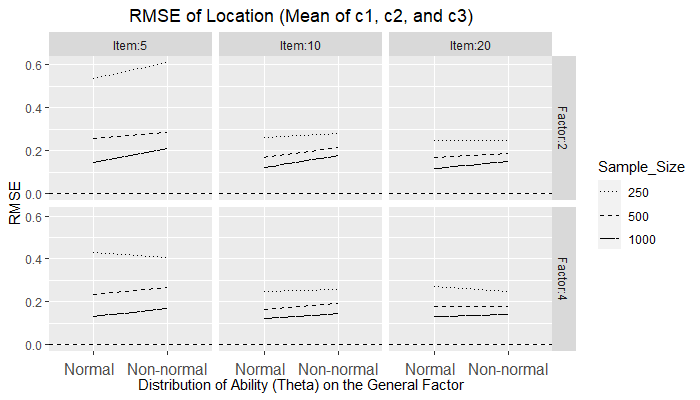 RMSE of Location (Mean of c1, c2, and c3)
Item:5 Item:10 Item:20
0.6
0.4
0.2
0.0
Factor:2
0.6
0.4
0.2
0.0
Factor:4
RMSE
Normal Non-normal Normal Non-normal Normal Non-normal
Distribution of Ability (Theta) on the General Factor
Sample_Size
250
500
1000